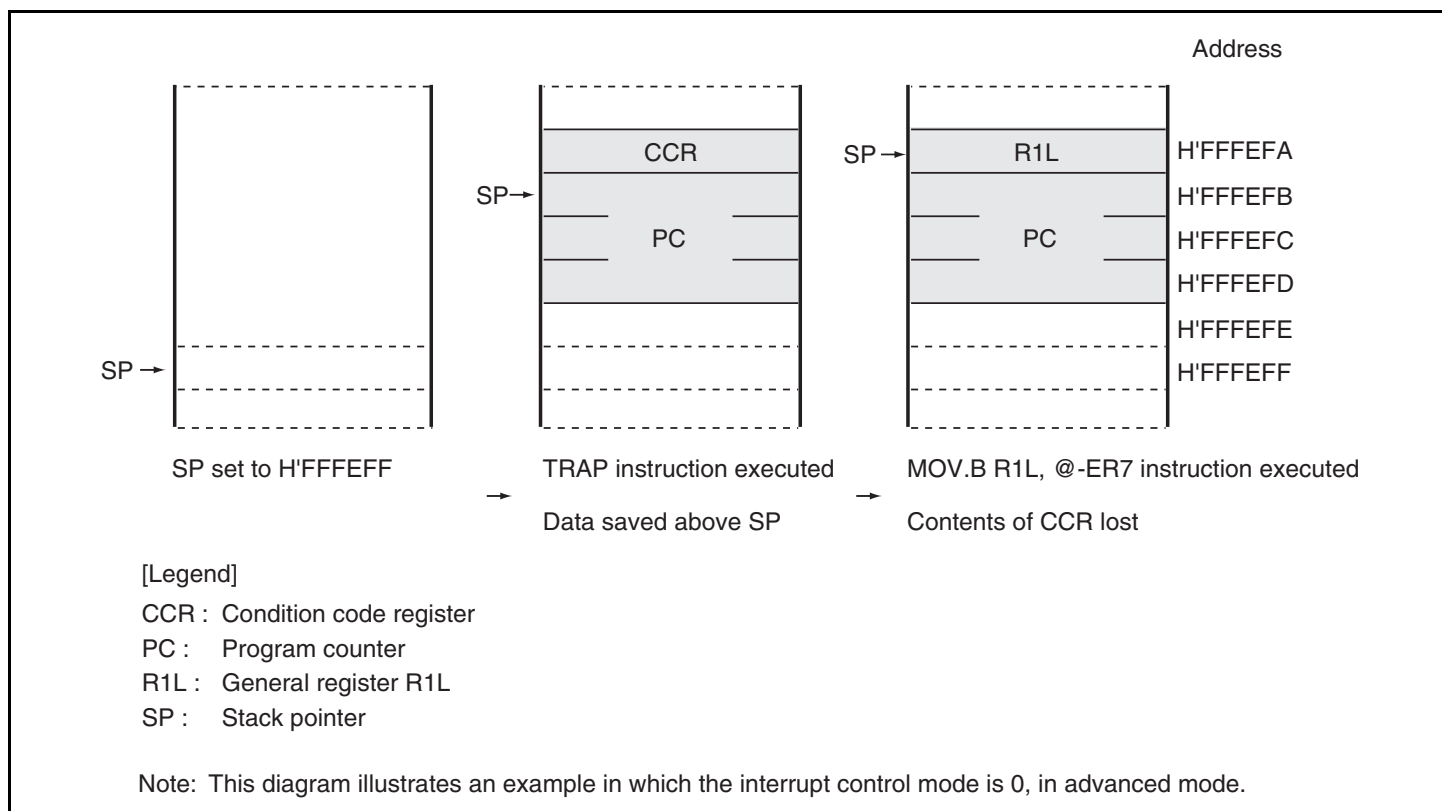 Address
CCR
SP
R1L
H'FFFEFA
SP
H'FFFEFB
PC
PC
H'FFFEFC
H'FFFEFD
H'FFFEFE
SP
H'FFFEFF
SP set to H'FFFEFF
TRAP instruction executed
MOV.B R1L, @-ER7 instruction executed
Data saved above SP
Contents of CCR lost
[Legend]
CCR : Condition code register
PC : Program counter
R1L : General register R1L
SP : Stack pointer
Note: This diagram illustrates an example in which the interrupt control mode is 0, in advanced mode.